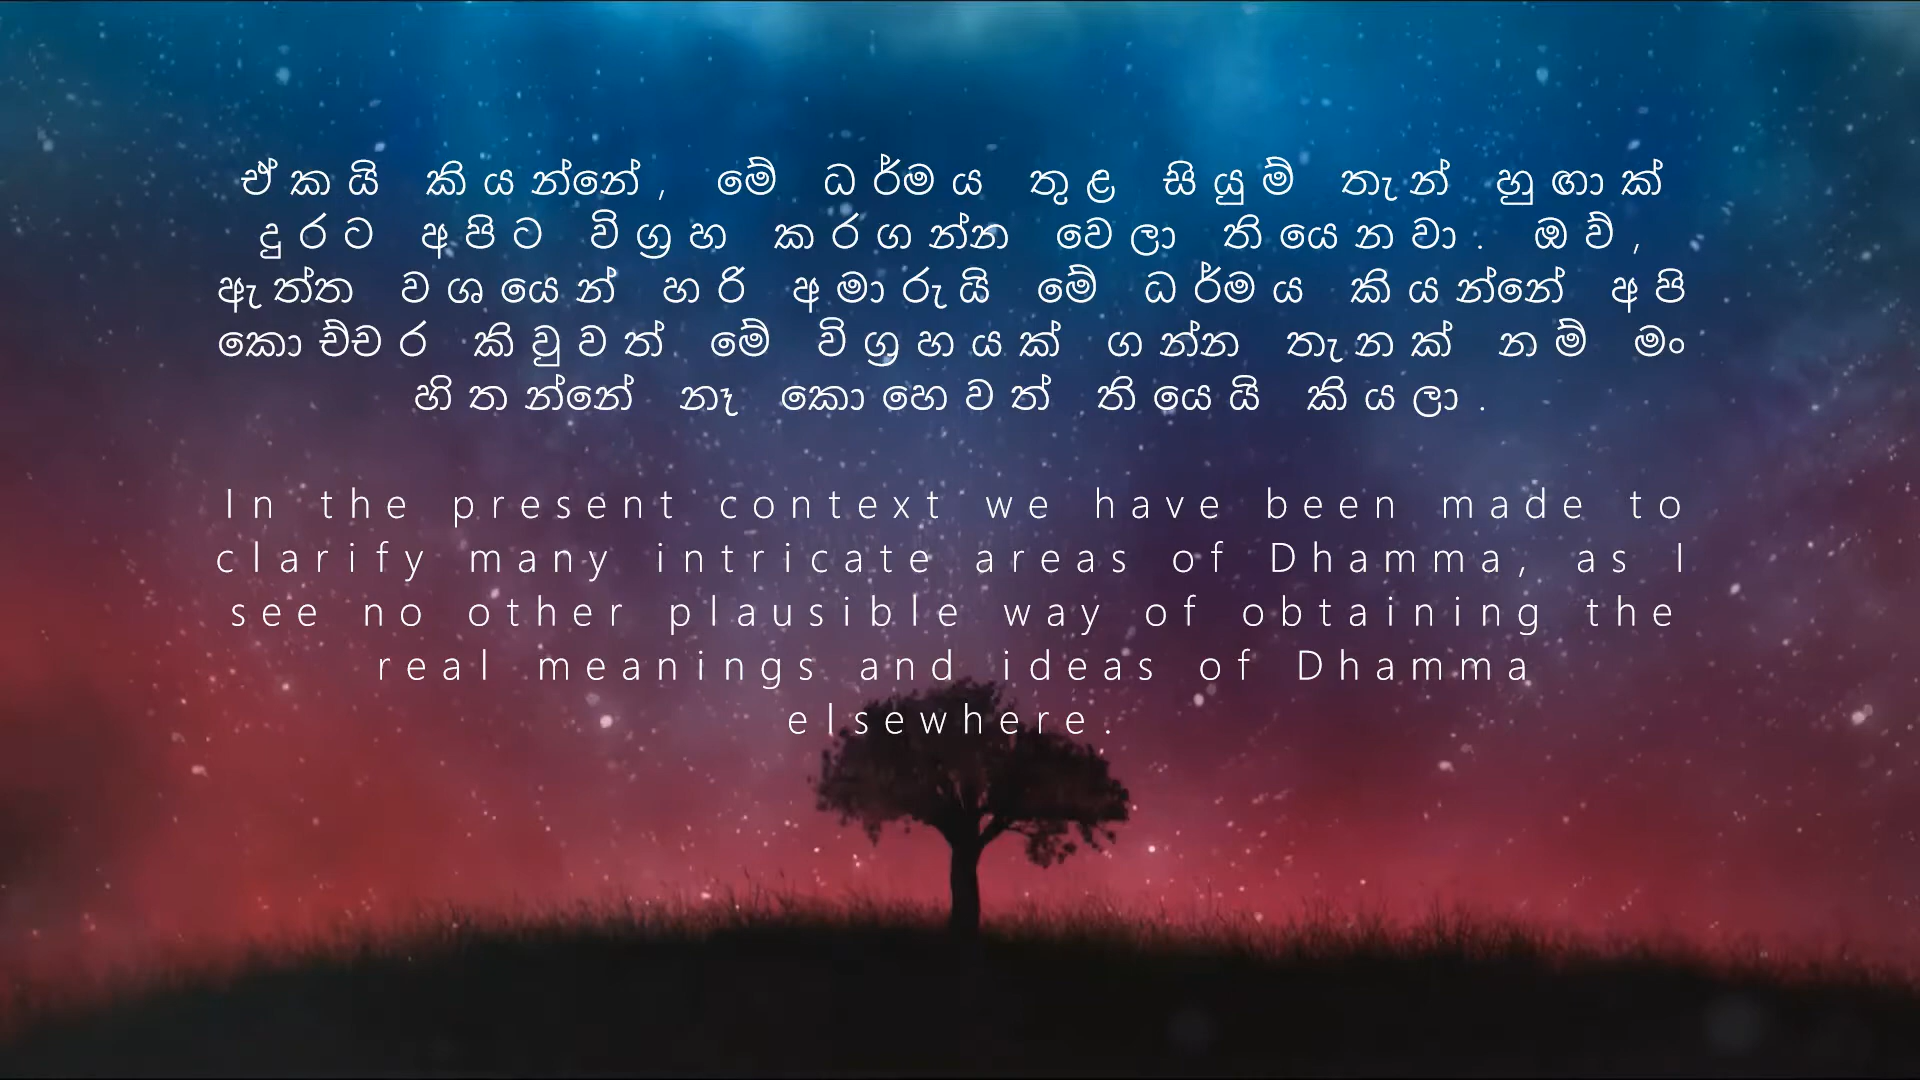 ඒකයි කියන්නේ, මේ ධර්මය තුළ සියුම් තැන් හුඟාක්
දුරට අපිට විග්‍රහ කරගන්න වෙලා තියෙනවා. ඔව්,
ඇත්ත වශයෙන් හරි අමාරුයි මේ ධර්මය කියන්නේ අපි
කොච්චර කිවුවත් මේ විග්‍රහයක් ගන්න තැනක් නම් මං
හිතන්නේ නෑ කොහෙවත් තියෙයි කියලා.
In the present context we have been made to
clarify many intricate areas of Dhamma, as I
see no other plausible way of obtaining the
real meanings and ideas of Dhamma
elsewhere.